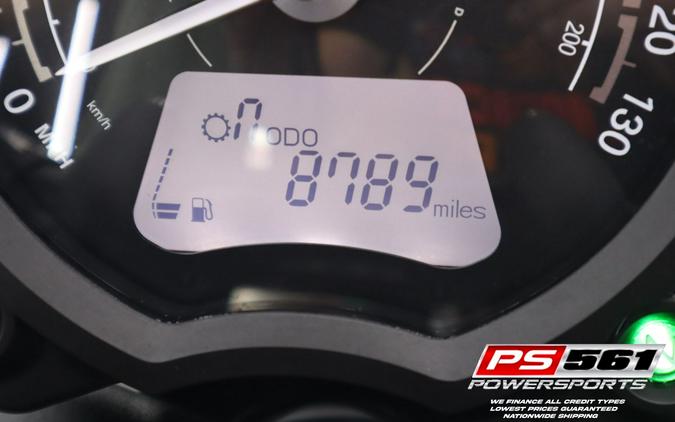 D
200
20
130
0
MPH
km/h
n ODO
8789 miles
N
PS 561
POWERSPORTS
WE FINANCE ALL CREDIT TYPES
LOWEST PRICES GUARANTEED
NATIONWIDE SHIPPING